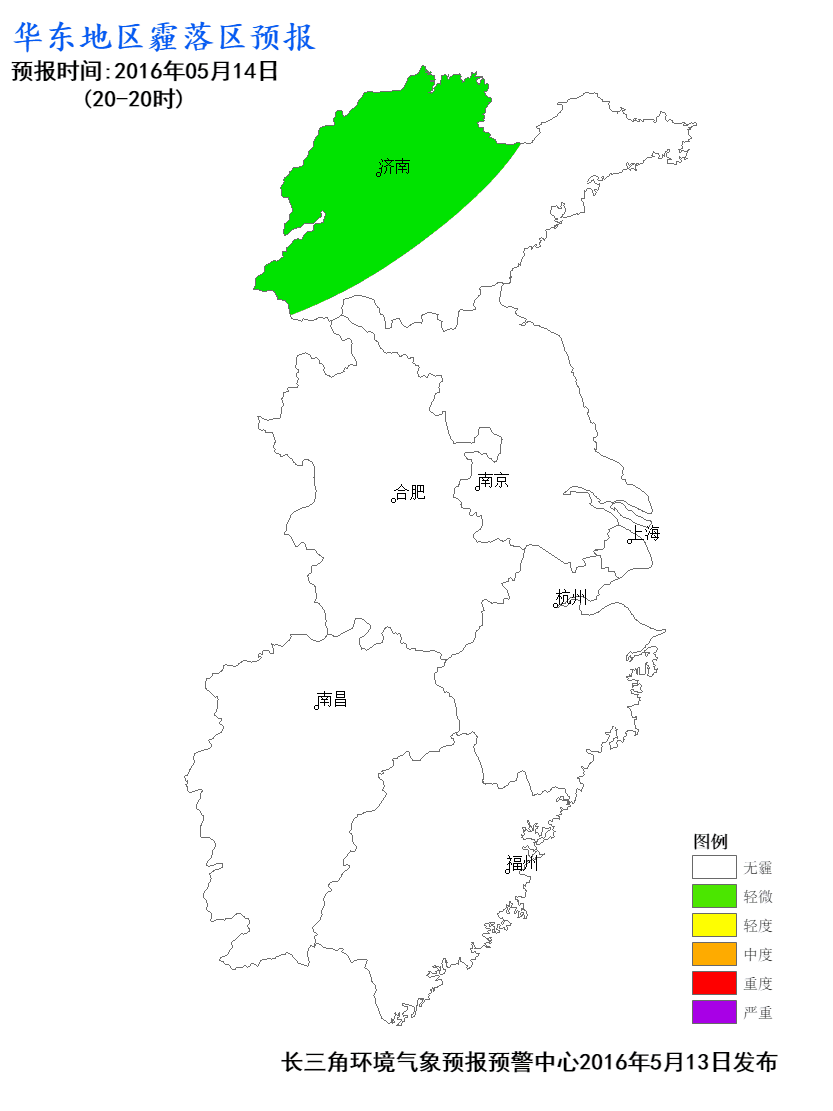 华东地区霾落区预报
预报时间:2016年05月14日
(20-20时)
济南
合肥
南京
上海
杭州
南昌
福州
图例
无霾
轻微
轻度
中度
重度
严重
长三角环境气象预报预警中心2016年5月13日发布